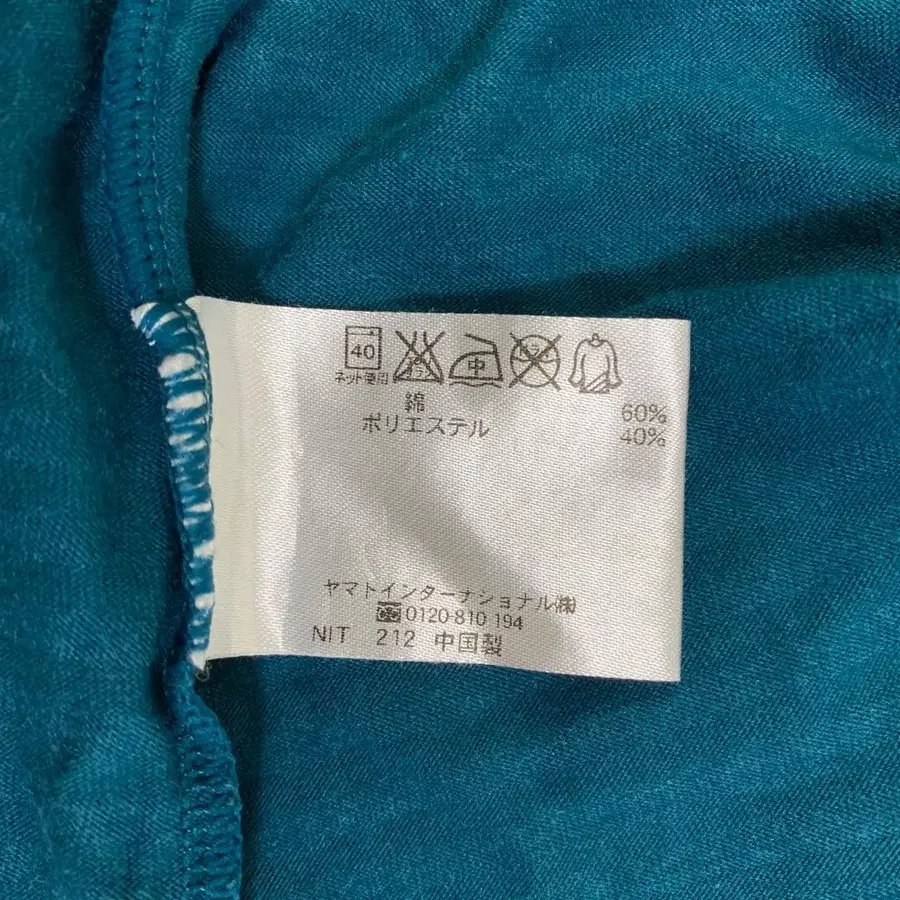 40
ネット使用
中
綿 60%
ポリエステル 40%
ヤマトインターナショナル(株)
0120-810 194
NIT 212 中国製